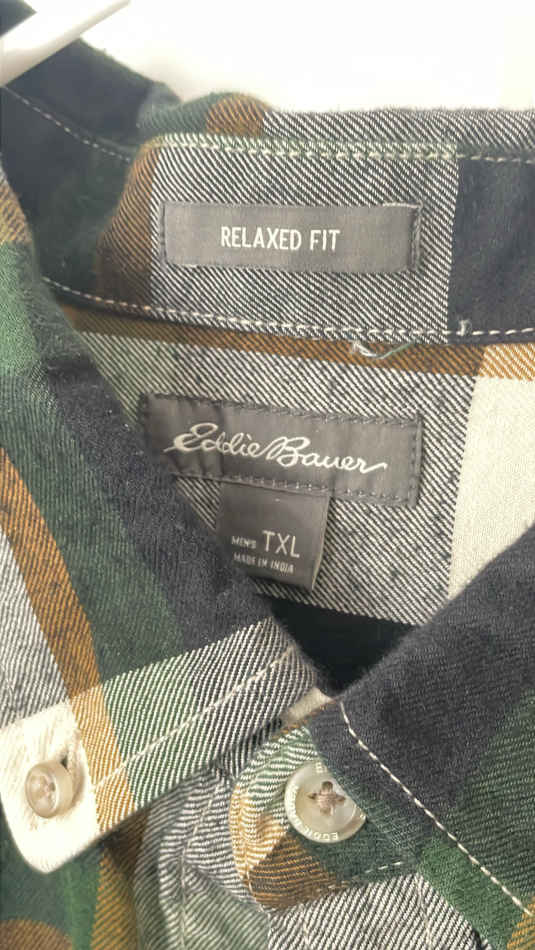 RELAXED FIT
Eddie Bauer
MEN'S TXL
MADE IN INDIA